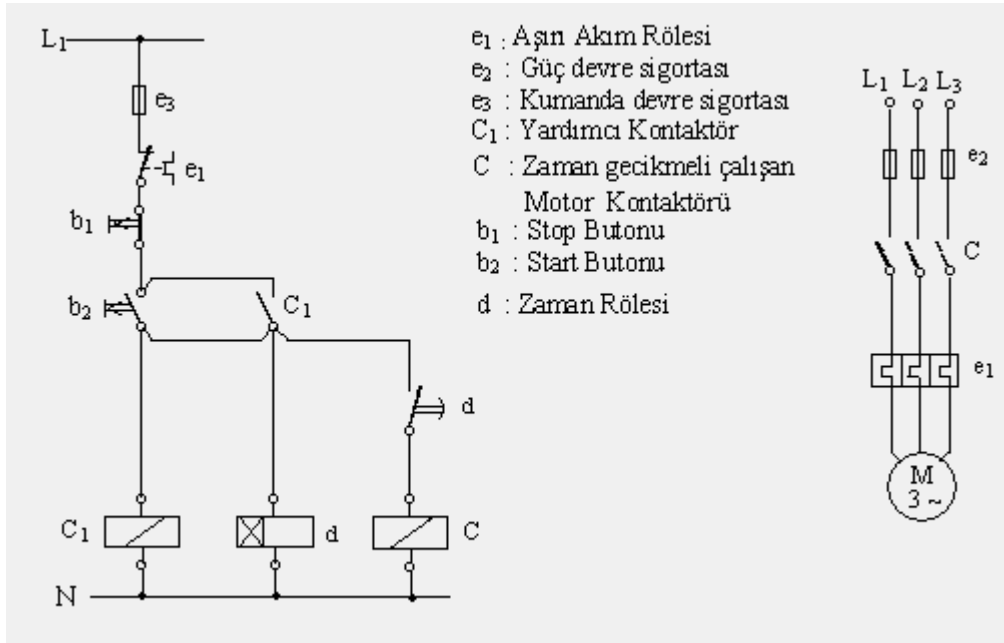 L1
e3
e1
b1
b2
C1
d
C1
d
C
N
e1 : Aşırı Akım Rölesi
e2 : Güç devre sigortası
e3 : Kumanda devre sigortası
C1 : Yardımcı Kontaktör
C : Zaman gecikmeli çalışan
Motor Kontaktörü
b1 : Stop Butonu
b2 : Start Butonu
d : Zaman Rölesi
L1 L2 L3
e2
C
e1
M
3 ~